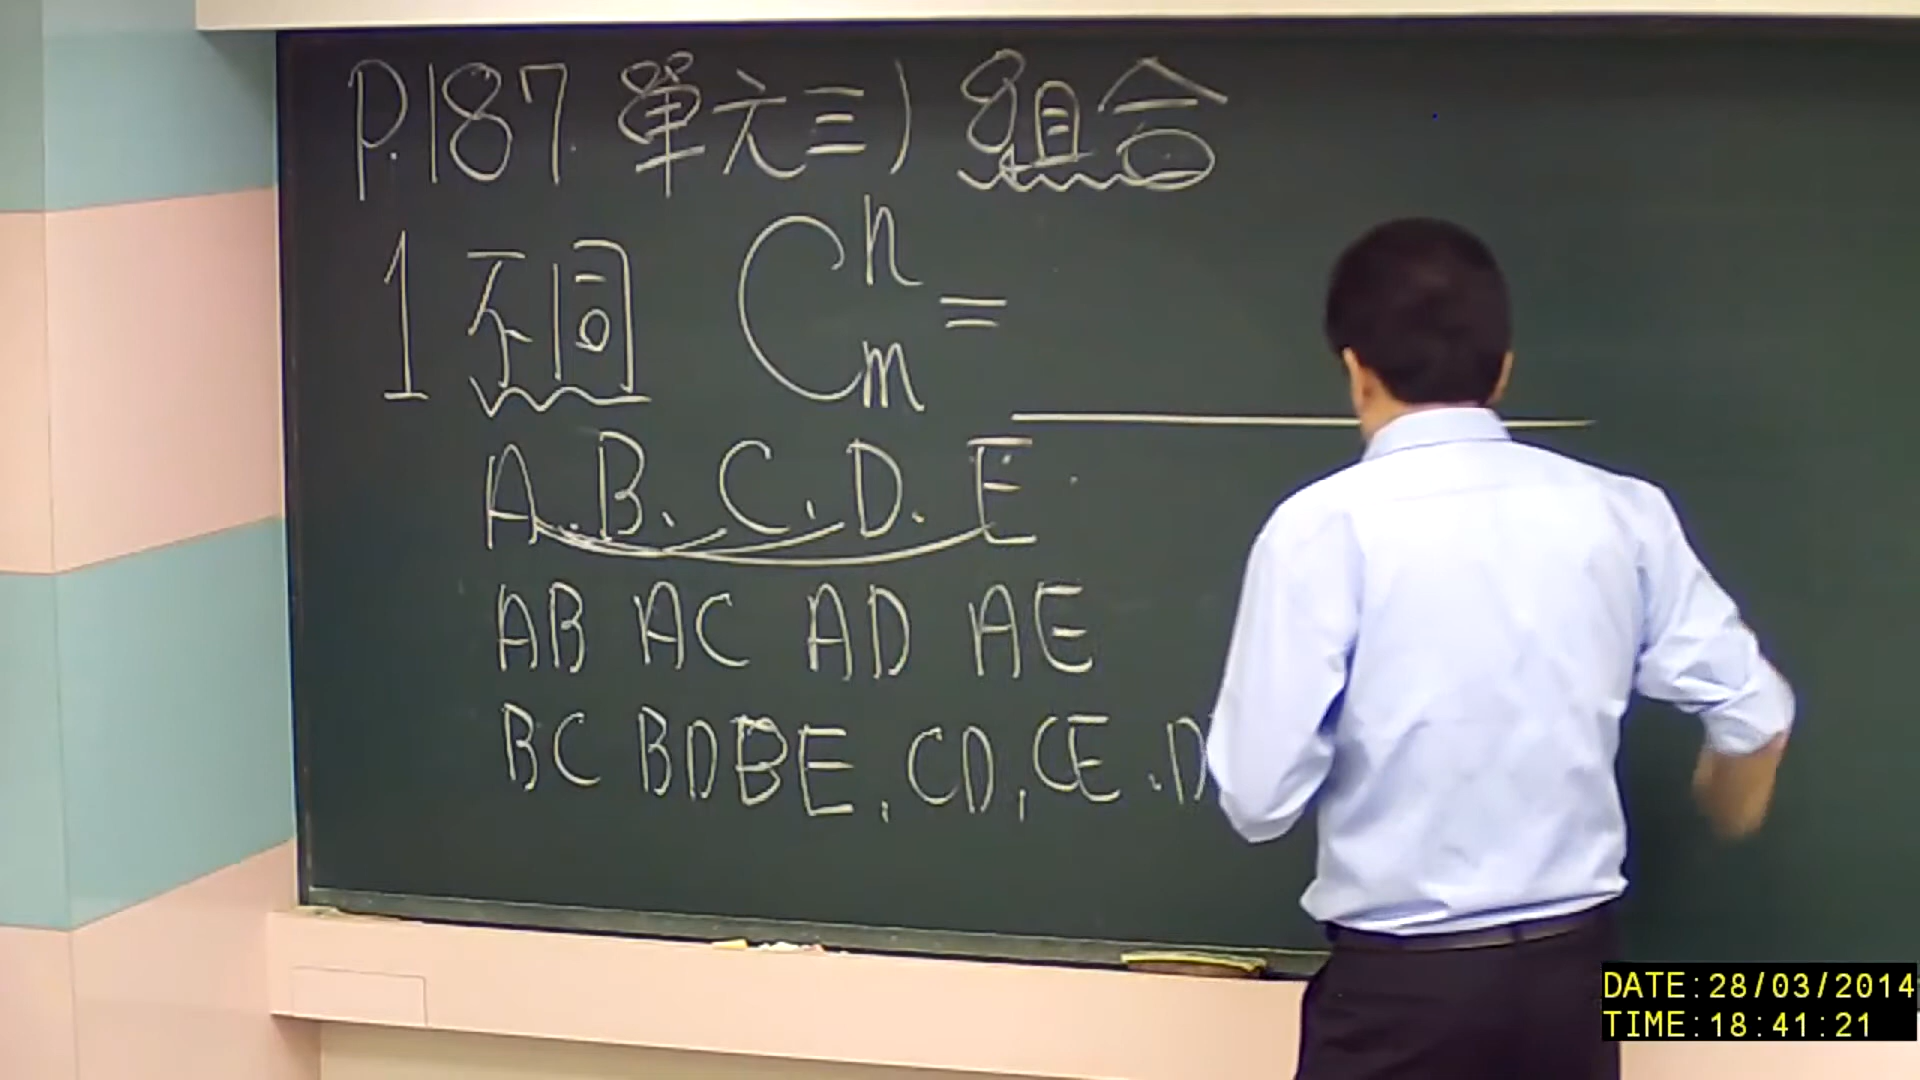 P.187 單元三) 組合
1 不同 C n m =
A.B、C、D.E
AB AC AD AE
BC BD BE, CD, CE、D
DATE:28/03/2014
TIME:18:41:21